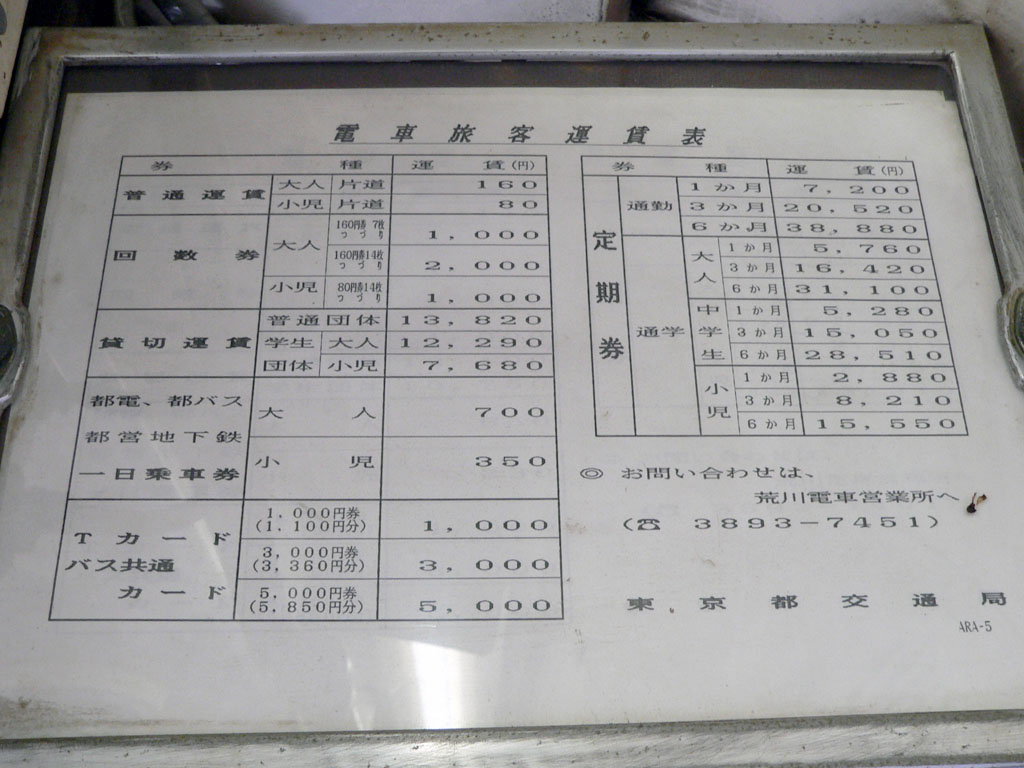 電車旅客運賃表
券種 運賃(円)
普通運賃 大人 片道 160
小児 片道 80
回数券 大人 160円券7枚つづり 1,000
160円券14枚つづり 2,000
小児 80円券14枚つづり 1,000
貸切運賃 普通団体 13,820
学生団体 大人 12,290
小児 7,680
都電、都バス
都営地下鉄
一日乗車券
大人 700
小児 350
Tカード
バス共通
カード
1,000円券
(1,100円分) 1,000
3,000円券
(3,360円分) 3,000
5,000円券
(5,850円分) 5,000
券種 運賃(円)
定期券
通勤 1か月 7,200
3か月 20,520
6か月 38,880
通学 大人 1か月 5,760
3か月 16,420
6か月 31,100
中学生 1か月 5,280
3か月 15,050
6か月 28,510
小児 1か月 2,880
3か月 8,210
6か月 15,550
◎ お問い合わせは、
荒川電車営業所へ
(☎ 3893-7451)
東京都交通局
ARA-5